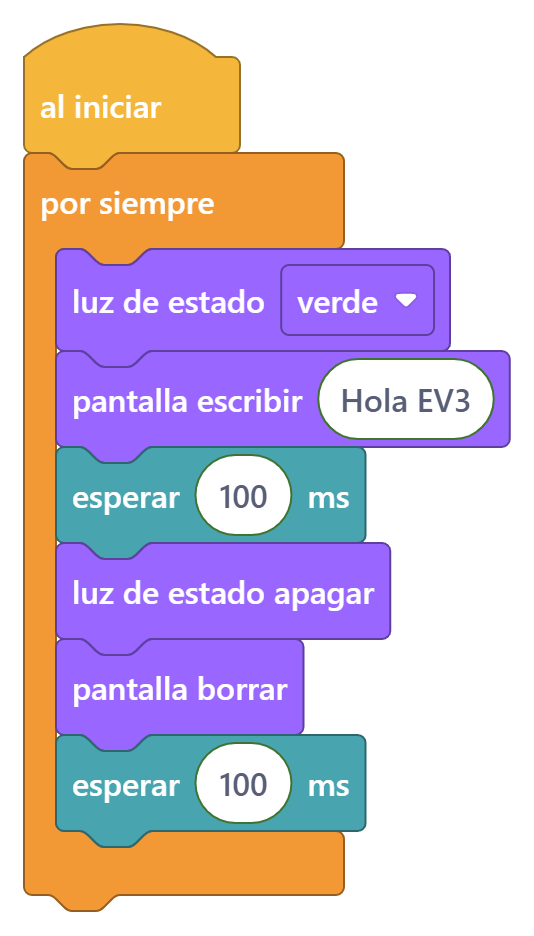 al iniciar
por siempre
luz de estado verde
pantalla escribir Hola EV3
esperar 100 ms
luz de estado apagar
pantalla borrar
esperar 100 ms